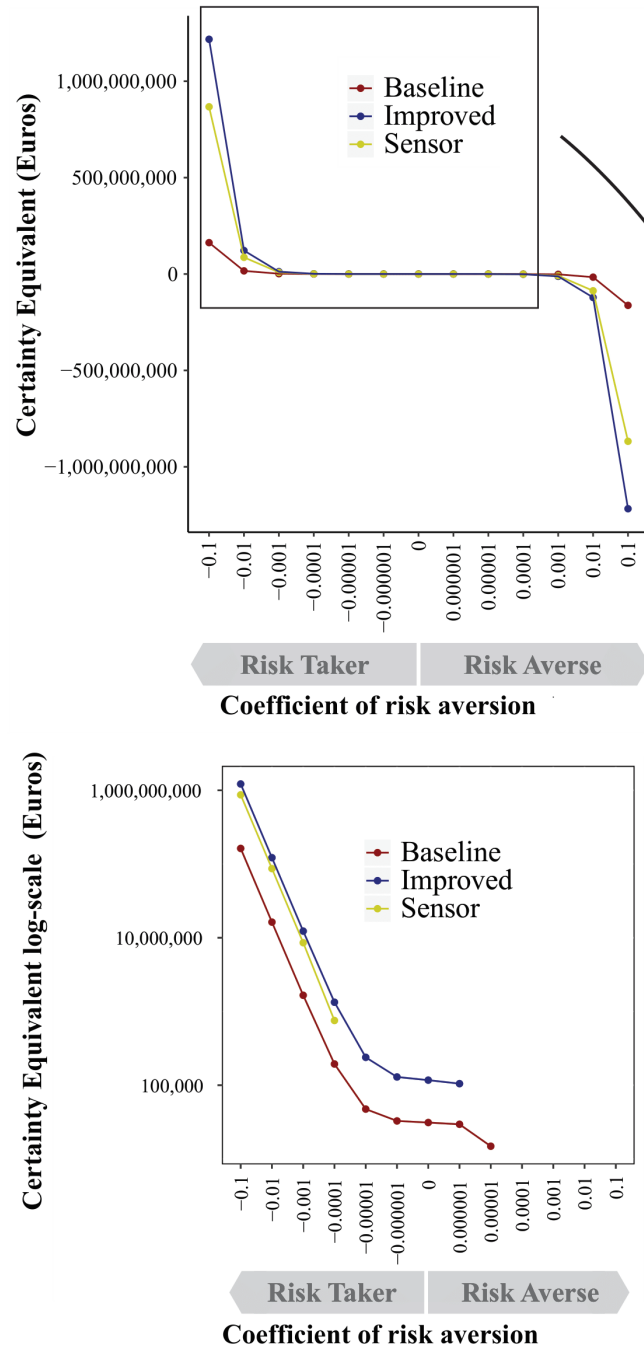 Certainty Equivalent (Euros)
1,000,000,000
500,000,000
0
−500,000,000
−1,000,000,000
Baseline
Improved
Sensor
−0.1
−0.01
−0.001
−0.0001
−0.00001
−0.000001
0
0.000001
0.00001
0.0001
0.001
0.01
0.1
Risk Taker
Risk Averse
Coefficient of risk aversion
Certainty Equivalent log-scale (Euros)
1,000,000,000
10,000,000
100,000
Baseline
Improved
Sensor
−0.1
−0.01
−0.001
−0.0001
−0.00001
−0.000001
0
0.000001
0.00001
0.0001
0.001
0.01
0.1
Risk Taker
Risk Averse
Coefficient of risk aversion